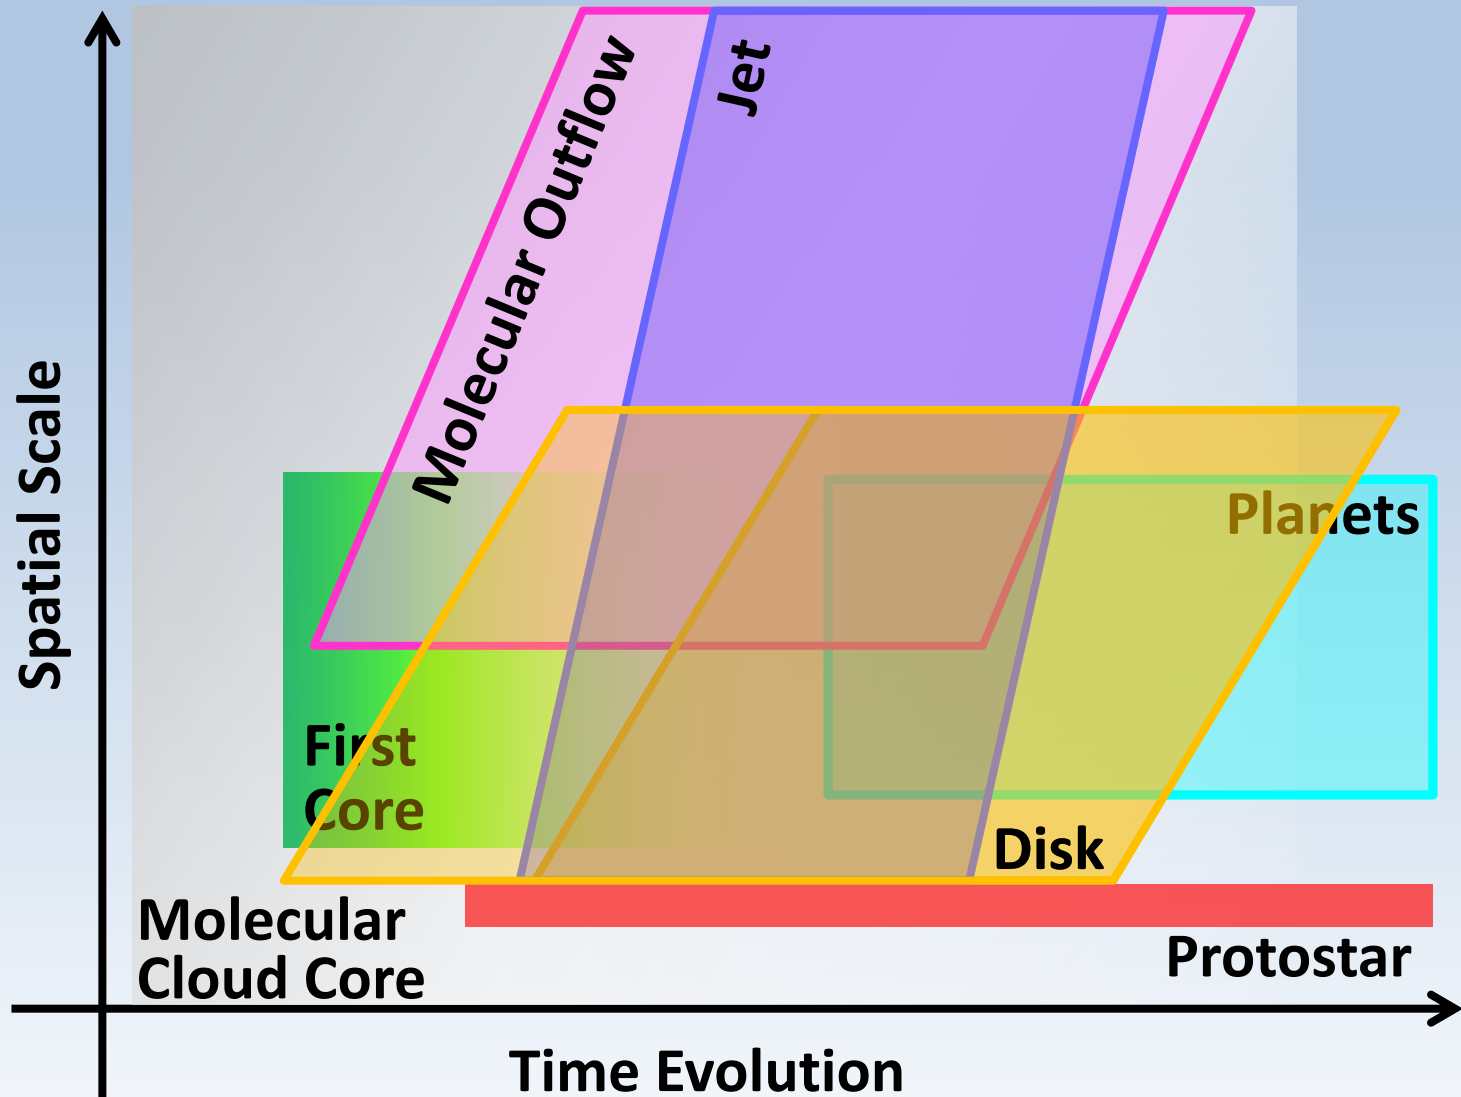 Molecular Outflow
Jet
Spatial Scale
Planets
First
Core
Disk
Molecular
Cloud Core
Protostar
Time Evolution